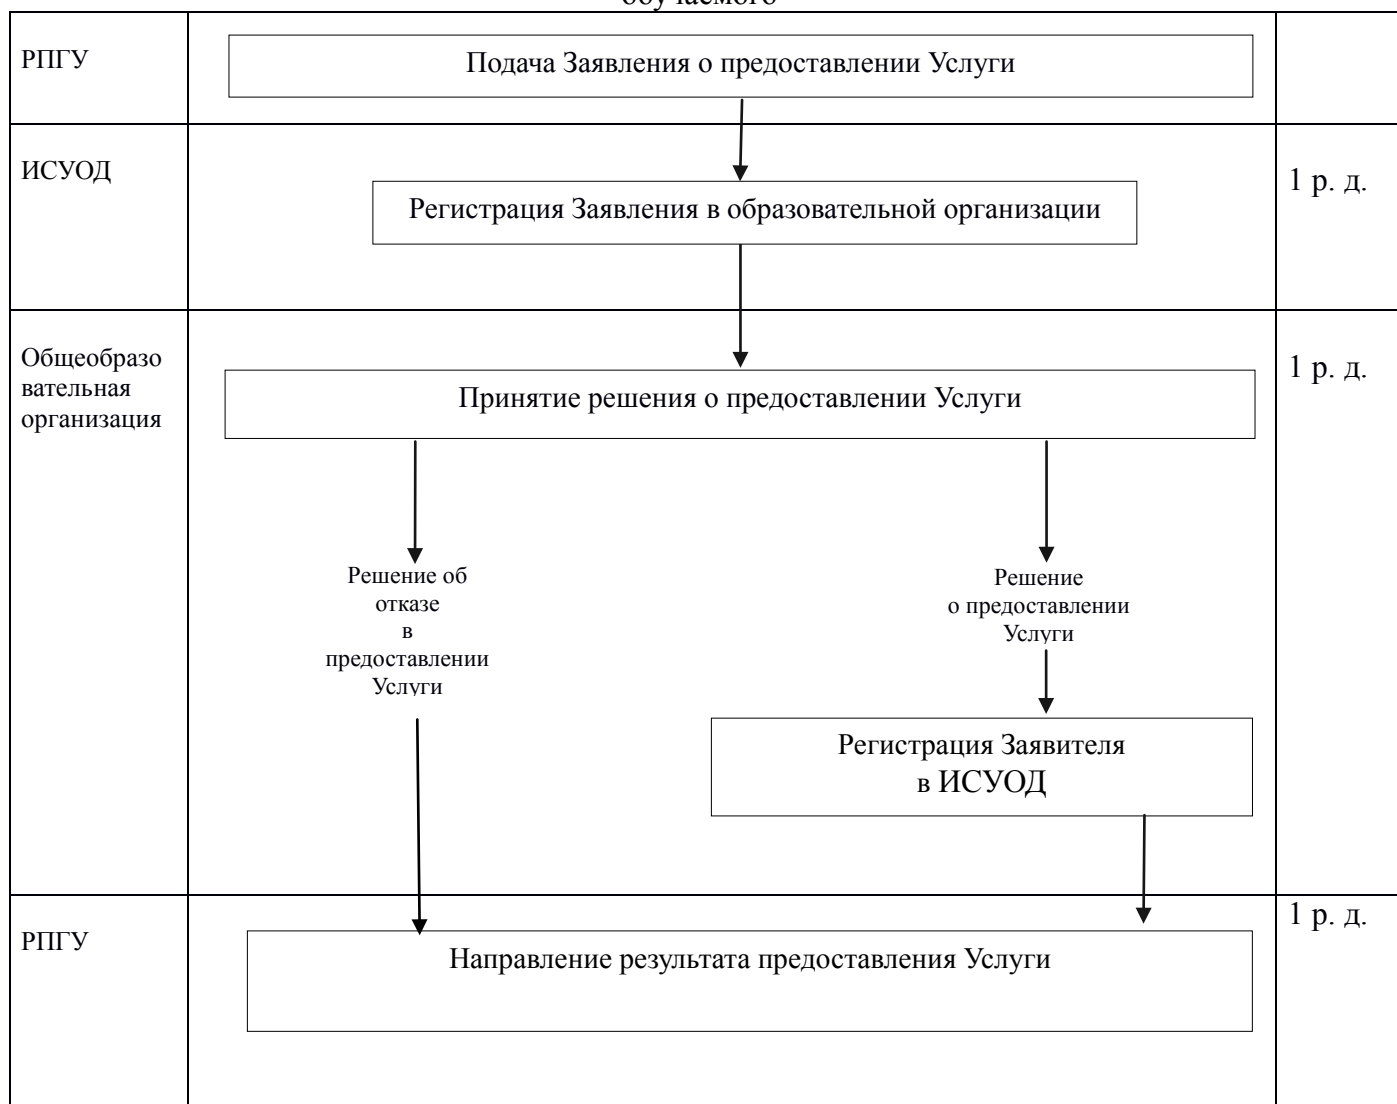 обучаемого
РПГУ
Подача Заявления о предоставлении Услуги
ИСУОД
1 р. д.
Регистрация Заявления в образовательной организации
Общеобразо
вательная
организация
1 р. д.
Принятие решения о предоставлении Услуги
Решение об
отказе
в
предоставлении
Услуги
Решение
о предоставлении
Услуги
Регистрация Заявителя
в ИСУОД
РПГУ
1 р. д.
Направление результата предоставления Услуги